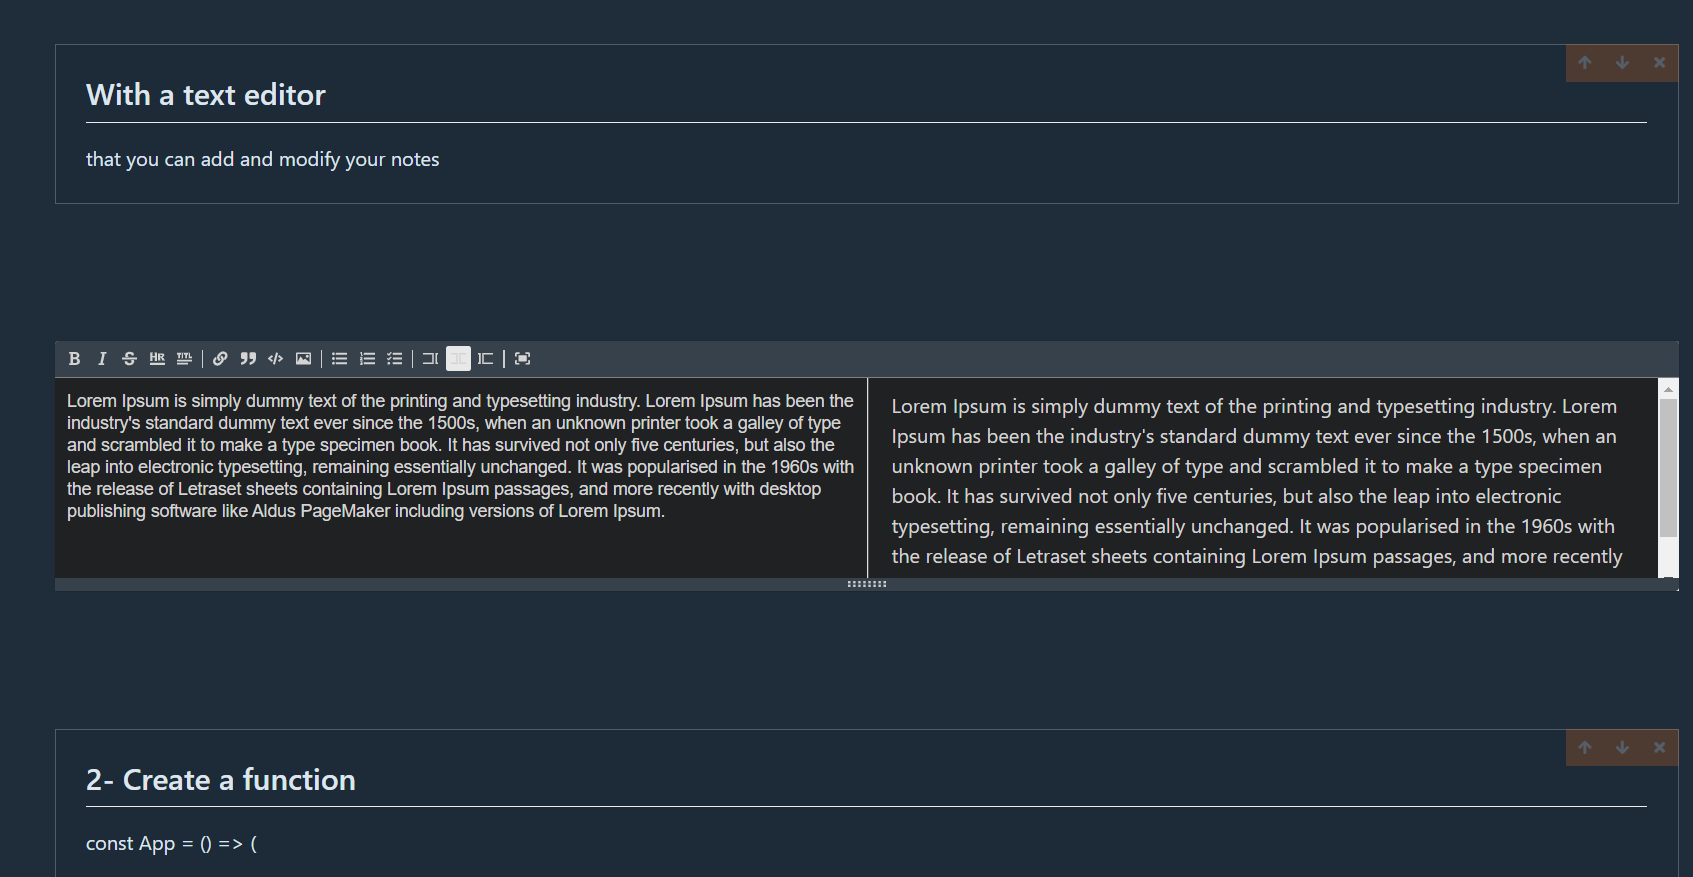 With a text editor
that you can add and modify your notes
B I S HR TITL
Lorem Ipsum is simply dummy text of the printing and typesetting industry. Lorem Ipsum has been the
industry's standard dummy text ever since the 1500s, when an unknown printer took a galley of type
and scrambled it to make a type specimen book. It has survived not only five centuries, but also the
leap into electronic typesetting, remaining essentially unchanged. It was popularised in the 1960s with
the release of Letraset sheets containing Lorem Ipsum passages, and more recently with desktop
publishing software like Aldus PageMaker including versions of Lorem Ipsum.
Lorem Ipsum is simply dummy text of the printing and typesetting industry. Lorem
Ipsum has been the industry's standard dummy text ever since the 1500s, when an
unknown printer took a galley of type and scrambled it to make a type specimen
book. It has survived not only five centuries, but also the leap into electronic
typesetting, remaining essentially unchanged. It was popularised in the 1960s with
the release of Letraset sheets containing Lorem Ipsum passages, and more recently
2- Create a function
const App = () => (